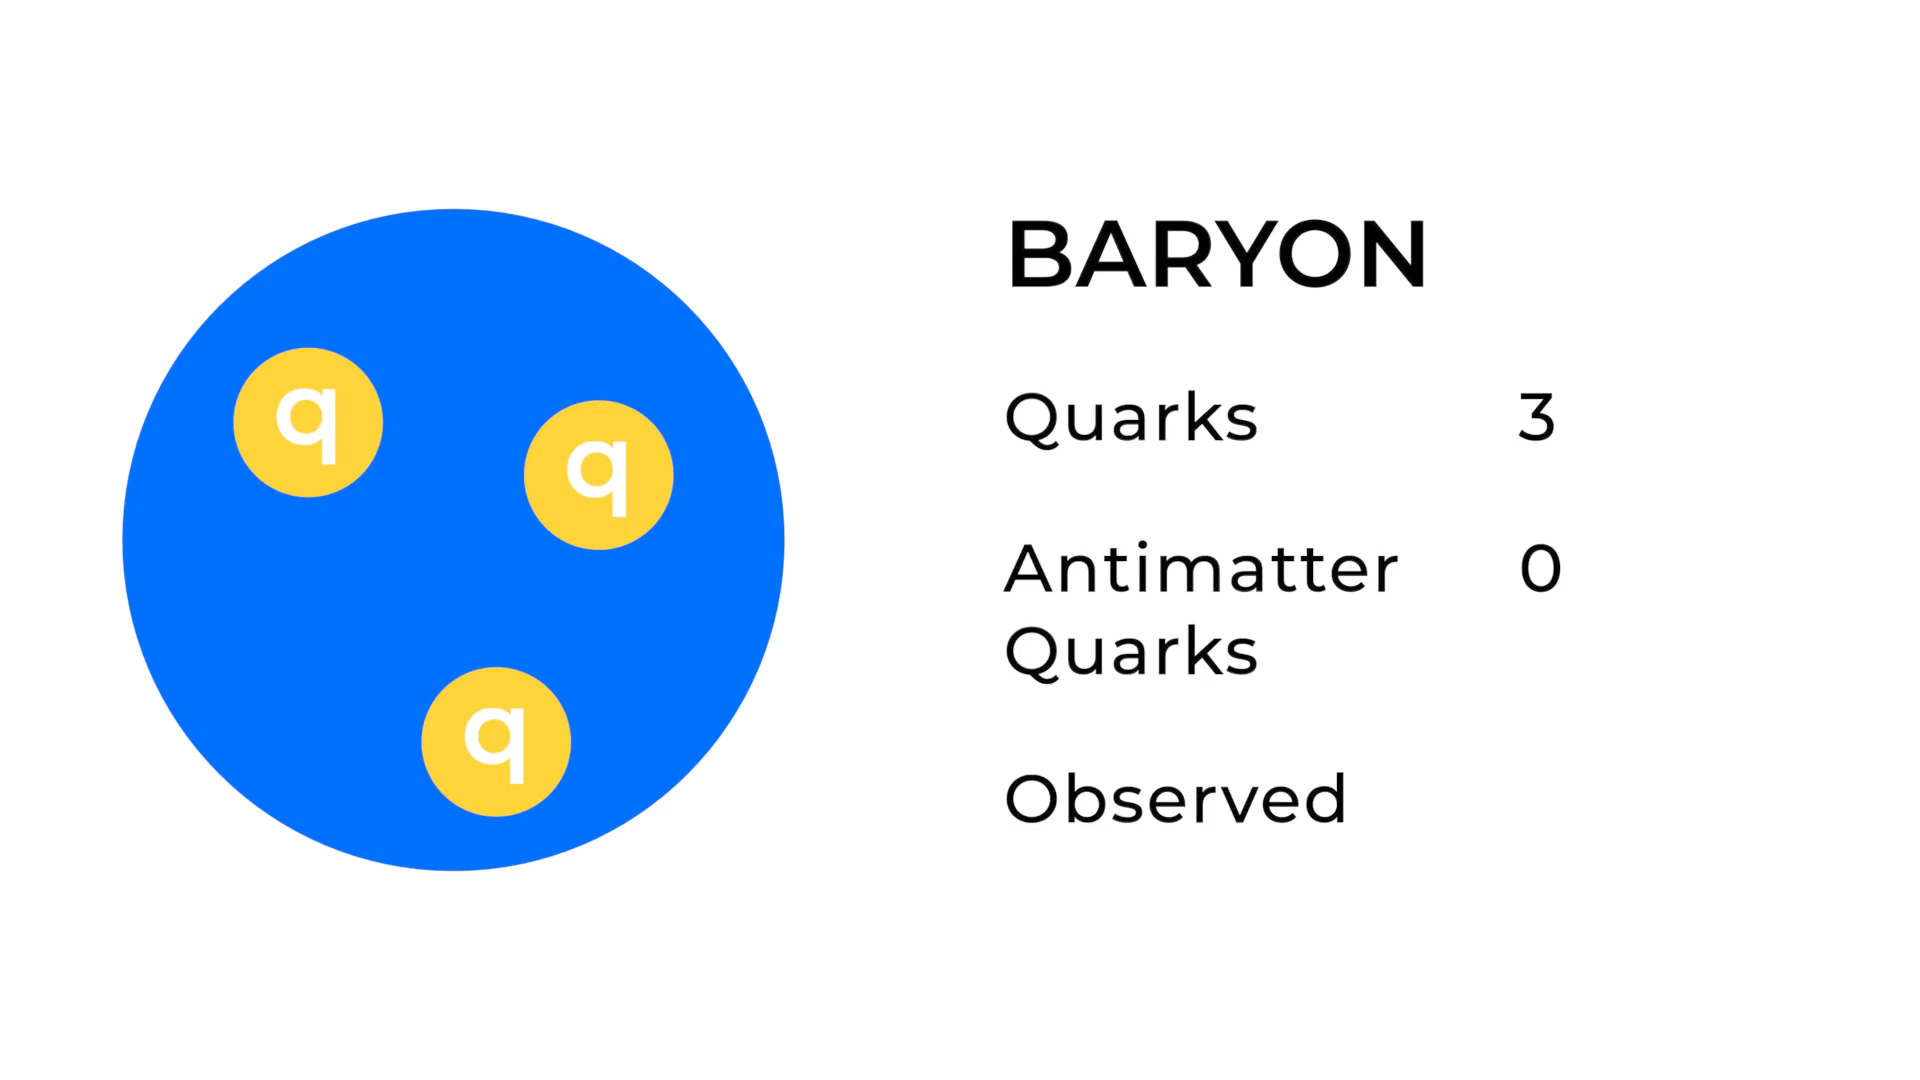 BARYON
q
q
q
Quarks 3
Antimatter 0
Quarks
Observed